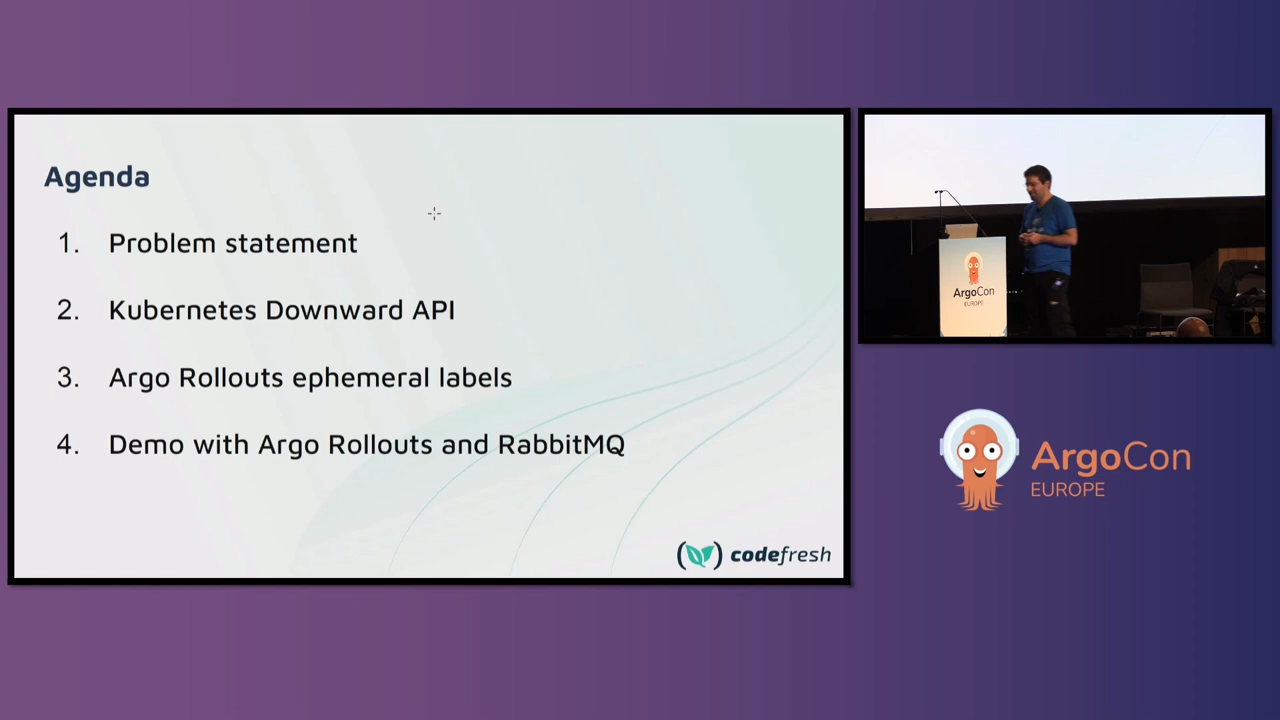 Agenda
1. Problem statement
2. Kubernetes Downward API
3. Argo Rollouts ephemeral labels
4. Demo with Argo Rollouts and RabbitMQ
codefresh
ArgoCon
EUROPE
ArgoCon
EUROPE